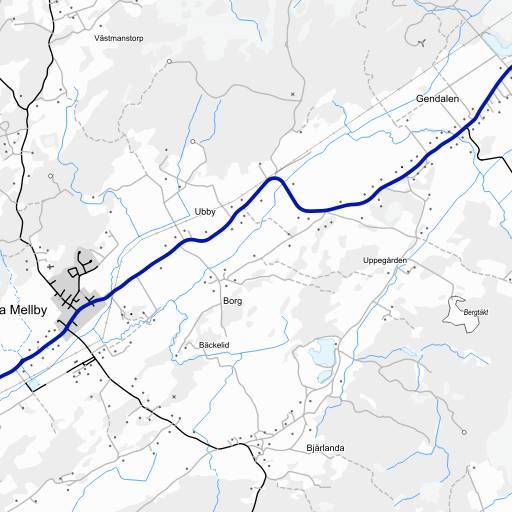 Västmanstorp
Gendalen
Ubby
Uppegården
Borg
a Mellby
Bergtäkt
Bäckelid
Bjärlanda